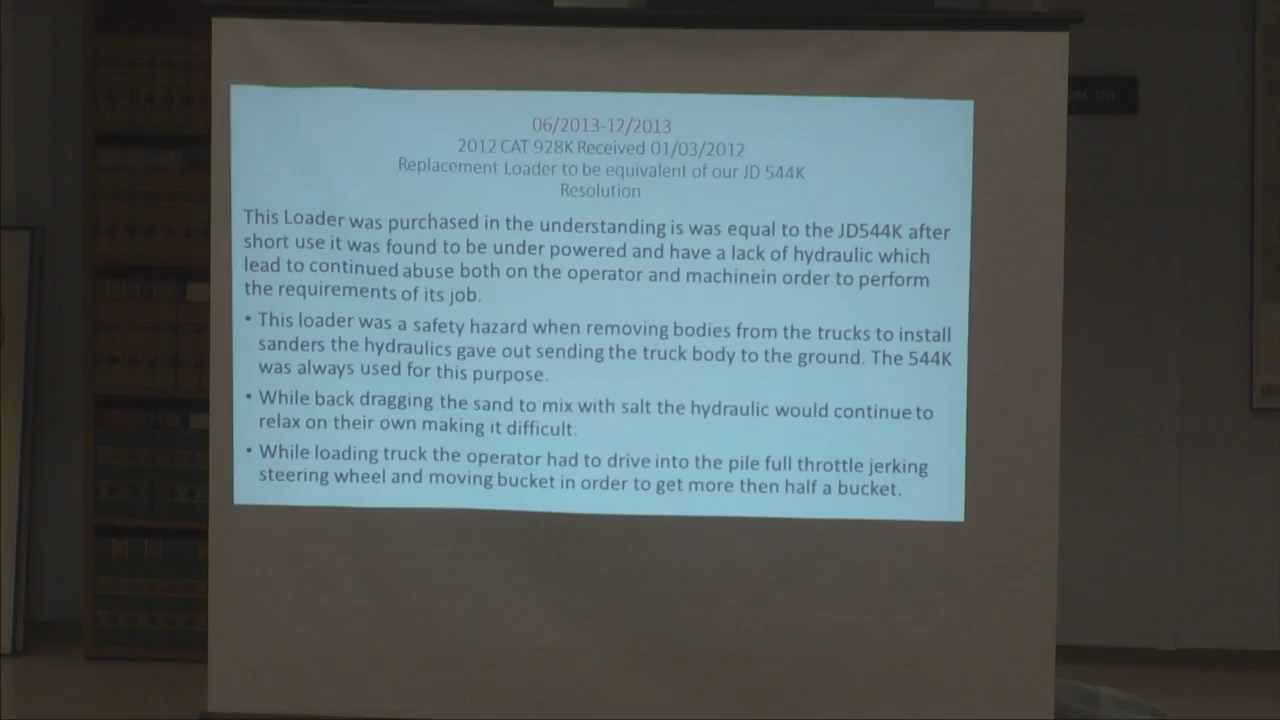 06/2013-12/2013
2012 CAT 928K Received 01/03/2012
Replacement Loader to be equivalent of our JD 544K
Resolution
This Loader was purchased in the understanding is was equal to the JD544K after
short use it was found to be under powered and have a lack of hydraulic which
lead to continued abuse both on the operator and machinein order to perform
the requirements of its job.
• This loader was a safety hazard when removing bodies from the trucks to install
sanders the hydraulics gave out sending the truck body to the ground. The 544K
was always used for this purpose.
• While back dragging the sand to mix with salt the hydraulic would continue to
relax on their own making it difficult.
• While loading truck the operator had to drive into the pile full throttle jerking
steering wheel and moving bucket in order to get more then half a bucket.